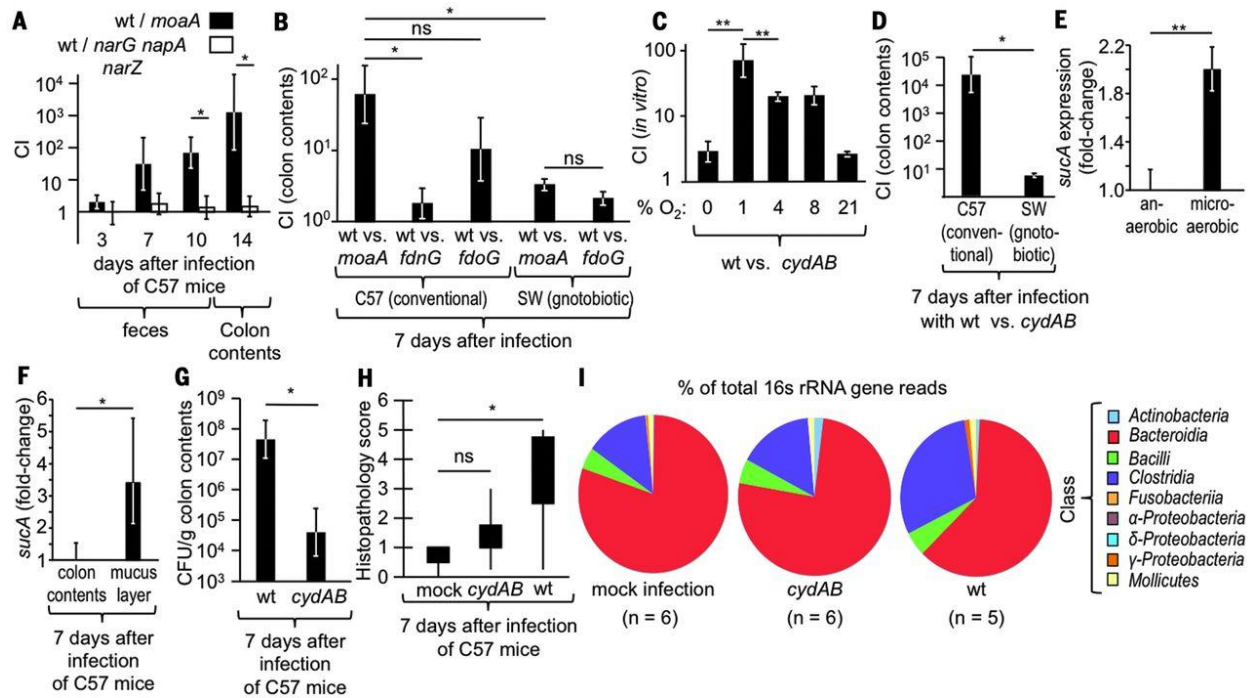 A
wt / moaA
wt / narG napA
narZ
CI
10⁴
10³
10²
10
1
*
*
3 7 10 14
days after infection
of C57 mice
feces
Colon
contents
B
CI (colon contents)
10²
10¹
10⁰
*
ns
*
ns
wt vs. wt vs. wt vs. wt vs. wt vs.
moaA fdnG fdoG moaA fdoG
C57 (conventional) SW (gnotobiotic)
7 days after infection
C
CI (in vitro)
100
10
1
** **
% O₂: 0 1 4 8 21
wt vs. cydAB
D
CI (colon contents)
10⁵
10⁴
10³
10²
10¹
*
C57 SW
(conven- (gnoto-
tional) biotic)
7 days after infection
with wt vs. cydAB
E
sucA expression
(fold-change)
2.2
1.8
1.4
1.0
**
an- micro-
aerobic aerobic
F
sucA (fold-change)
6
5
4
3
2
1
*
colon mucus
contents layer
7 days after
infection
of C57 mice
G
CFU/g colon contents
10⁹
10⁸
10⁷
10⁶
10⁵
10⁴
10³
*
wt cydAB
7 days after
infection
of C57 mice
H
Histopathology score
6
5
4
3
2
1
0
*
ns
mock cydAB wt
7 days after infection
of C57 mice
I
% of total 16s rRNA gene reads
mock infection
(n = 6)
cydAB
(n = 6)
wt
(n = 5)
Class
Actinobacteria
Bacteroidia
Bacilli
Clostridia
Fusobacteriia
α-Proteobacteria
δ-Proteobacteria
γ-Proteobacteria
Mollicutes